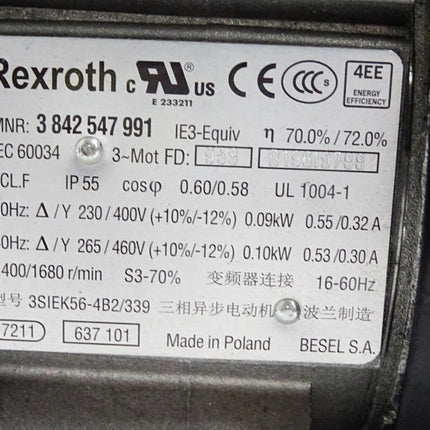 Rexroth c RU US CE CCC S 4EE
ENERGY EFFICIENCY
E 233211
MNR: 3 842 547 991 IE3-Equiv η 70.0% / 72.0%
EC 60034 3~Mot FD:
CL.F IP 55 cosφ 0.60/0.58 UL 1004-1
0Hz: Δ / Y 230 / 400V (+10%/-12%) 0.09kW 0.55 / 0.32 A
0Hz: Δ / Y 265 / 460V (+10%/-12%) 0.10kW 0.53 / 0.30 A
400/1680 r/min S3-70% 变频器连接 16-60Hz
型号 3SIEK56-4B2/339 三相异步电动机 波兰制造
7211 637 101 Made in Poland BESEL S.A.